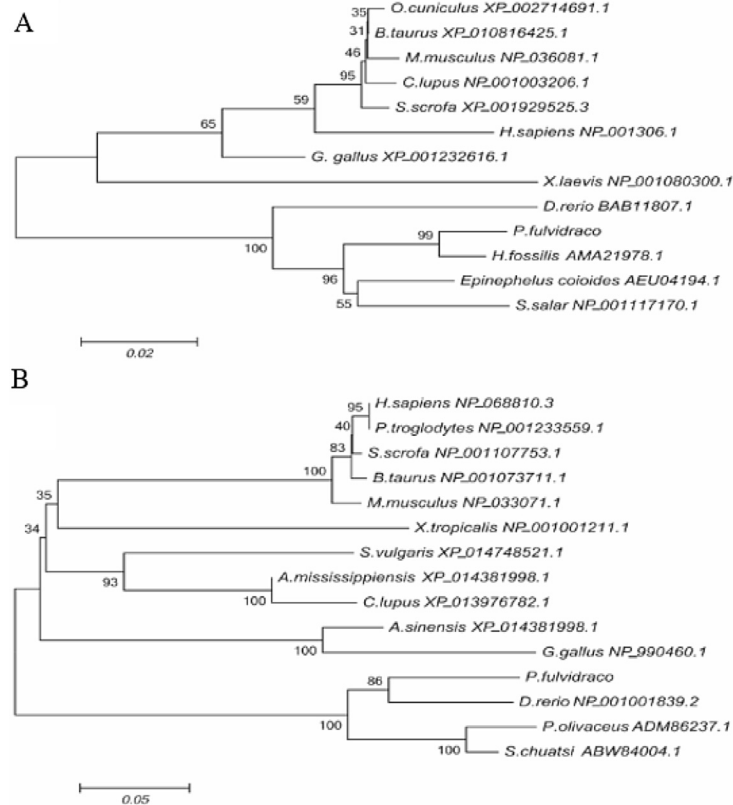 A
35
O.cuniculus XP_002714691.1
31
B.taurus XP_010816425.1
46
M.musculus NP_036081.1
95
C.lupus NP_001003206.1
59
S.scrofa XP_001929525.3
65
H.sapiens NP_001306.1
G. gallus XP_001232616.1
X.laevis NP_001080300.1
D.rerio BAB11807.1
100
99
P.fulvidraco
H.fossilis AMA21978.1
96
Epinephelus coioides AEU04194.1
55
S.salar NP_001117170.1
0.02
B
95
H.sapiens NP_068810.3
40
P.troglodytes NP_001233559.1
83
S.scrofa NP_001107753.1
100
B.taurus NP_001073711.1
35
M.musculus NP_033071.1
34
X.tropicalis NP_001001211.1
S.vulgaris XP_014748521.1
93
A.mississippiensis XP_014381998.1
100
C.lupus XP_013976782.1
A.sinensis XP_014381998.1
100
G.gallus NP_990460.1
86
P.fulvidraco
D.rerio NP_001001839.2
100
P.olivaceus ADM86237.1
100
S.chuatsi ABW84004.1
0.05